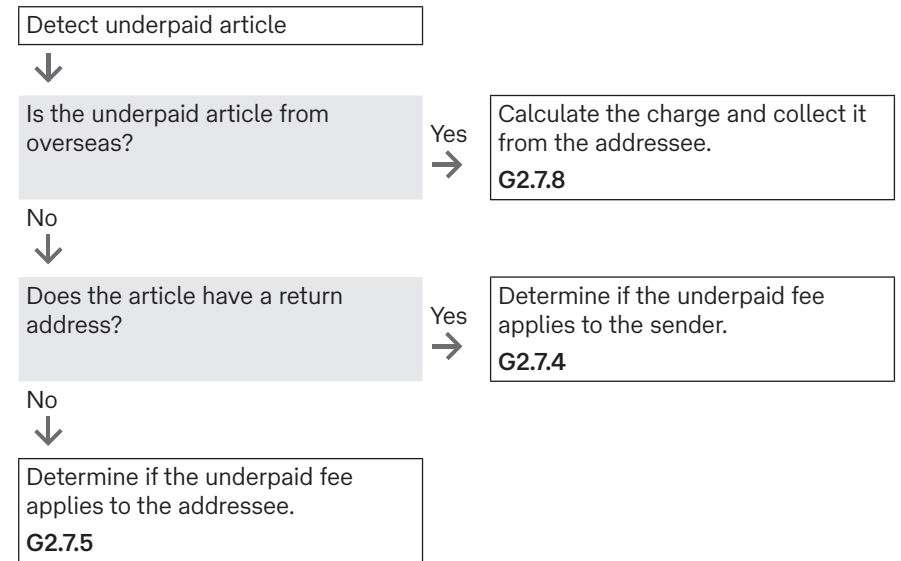 Detect underpaid article
Is the underpaid article from
overseas?
Yes
Calculate the charge and collect it
from the addressee.
G2.7.8
No
Does the article have a return
address?
Yes
Determine if the underpaid fee
applies to the sender.
G2.7.4
No
Determine if the underpaid fee
applies to the addressee.
G2.7.5